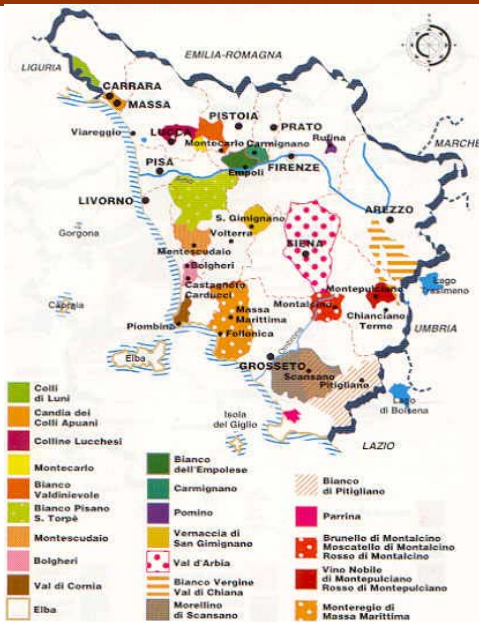 EMILIA-ROMAGNA
LIGURIA
CARRARA
MASSA
PISTOIA
PRATO
Viareggio
LUCCA
Montecarlo
Carmignano
Rufina
MARCHE
PISA
Empoli
FIRENZE
LIVORNO
AREZZO
S. Gimignano
Gorgona
Volterra
SIENA
Montescudaio
Bolgheri
Lago
Trasimeno
Castagneto
Carducci
Montepulciano
Capraia
Montalcino
Massa
Marittima
Chianciano
Terme
Piombino
Follonica
UMBRIA
Elba
Ombrone
GROSSETO
Scansano
Pitigliano
Lago
di Bolsena
Isola
del Giglio
LAZIO
Colli
di Luni
Candia dei
Colli Apuani
Colline Lucchesi
Montecarlo
Bianco
Valdinievole
Bianco Pisano
S. Torpè
Montescudaio
Bolgheri
Val di Cornia
Elba
Bianco
dell'Empolese
Carmignano
Pomino
Vernaccia di
San Gimignano
Val d'Arbia
Bianco Vergine
Val di Chiana
Morellino
di Scansano
Bianco
di Pitigliano
Parrina
Brunello di Montalcino
Moscatello di Montalcino
Rosso di Montalcino
Vino Nobile
di Montepulciano
Rosso di Montepulciano
Monteregio di
Massa Marittima